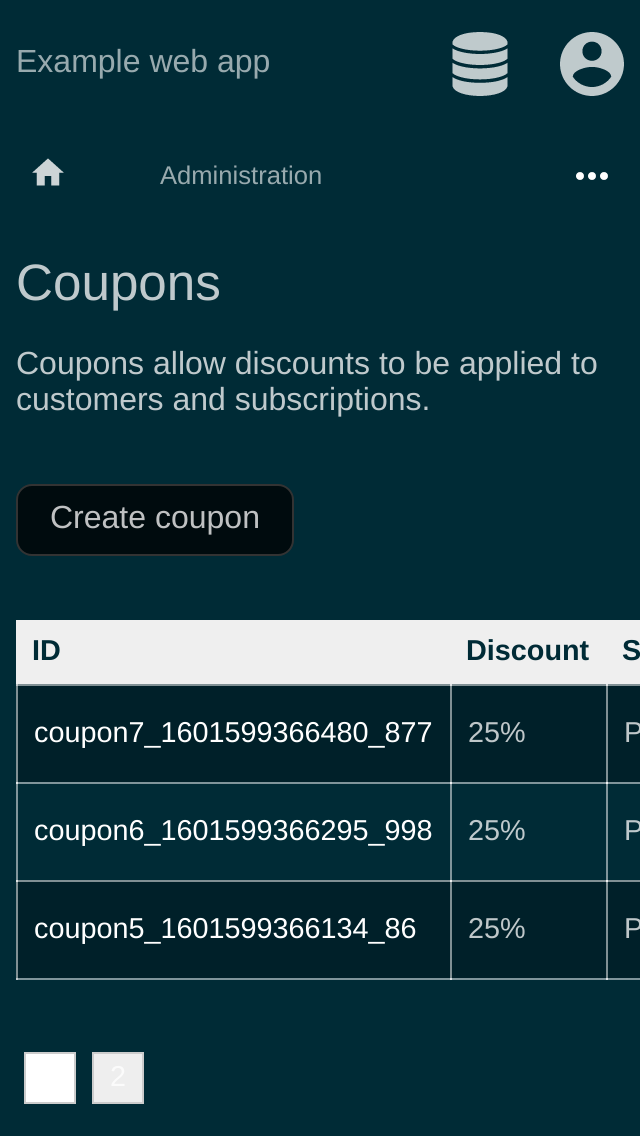 Example web app
Administration
Coupons
Coupons allow discounts to be applied to
customers and subscriptions.
Create coupon
ID Discount
coupon7_1601599366480_877 25%
coupon6_1601599366295_998 25%
coupon5_1601599366134_86 25%
2